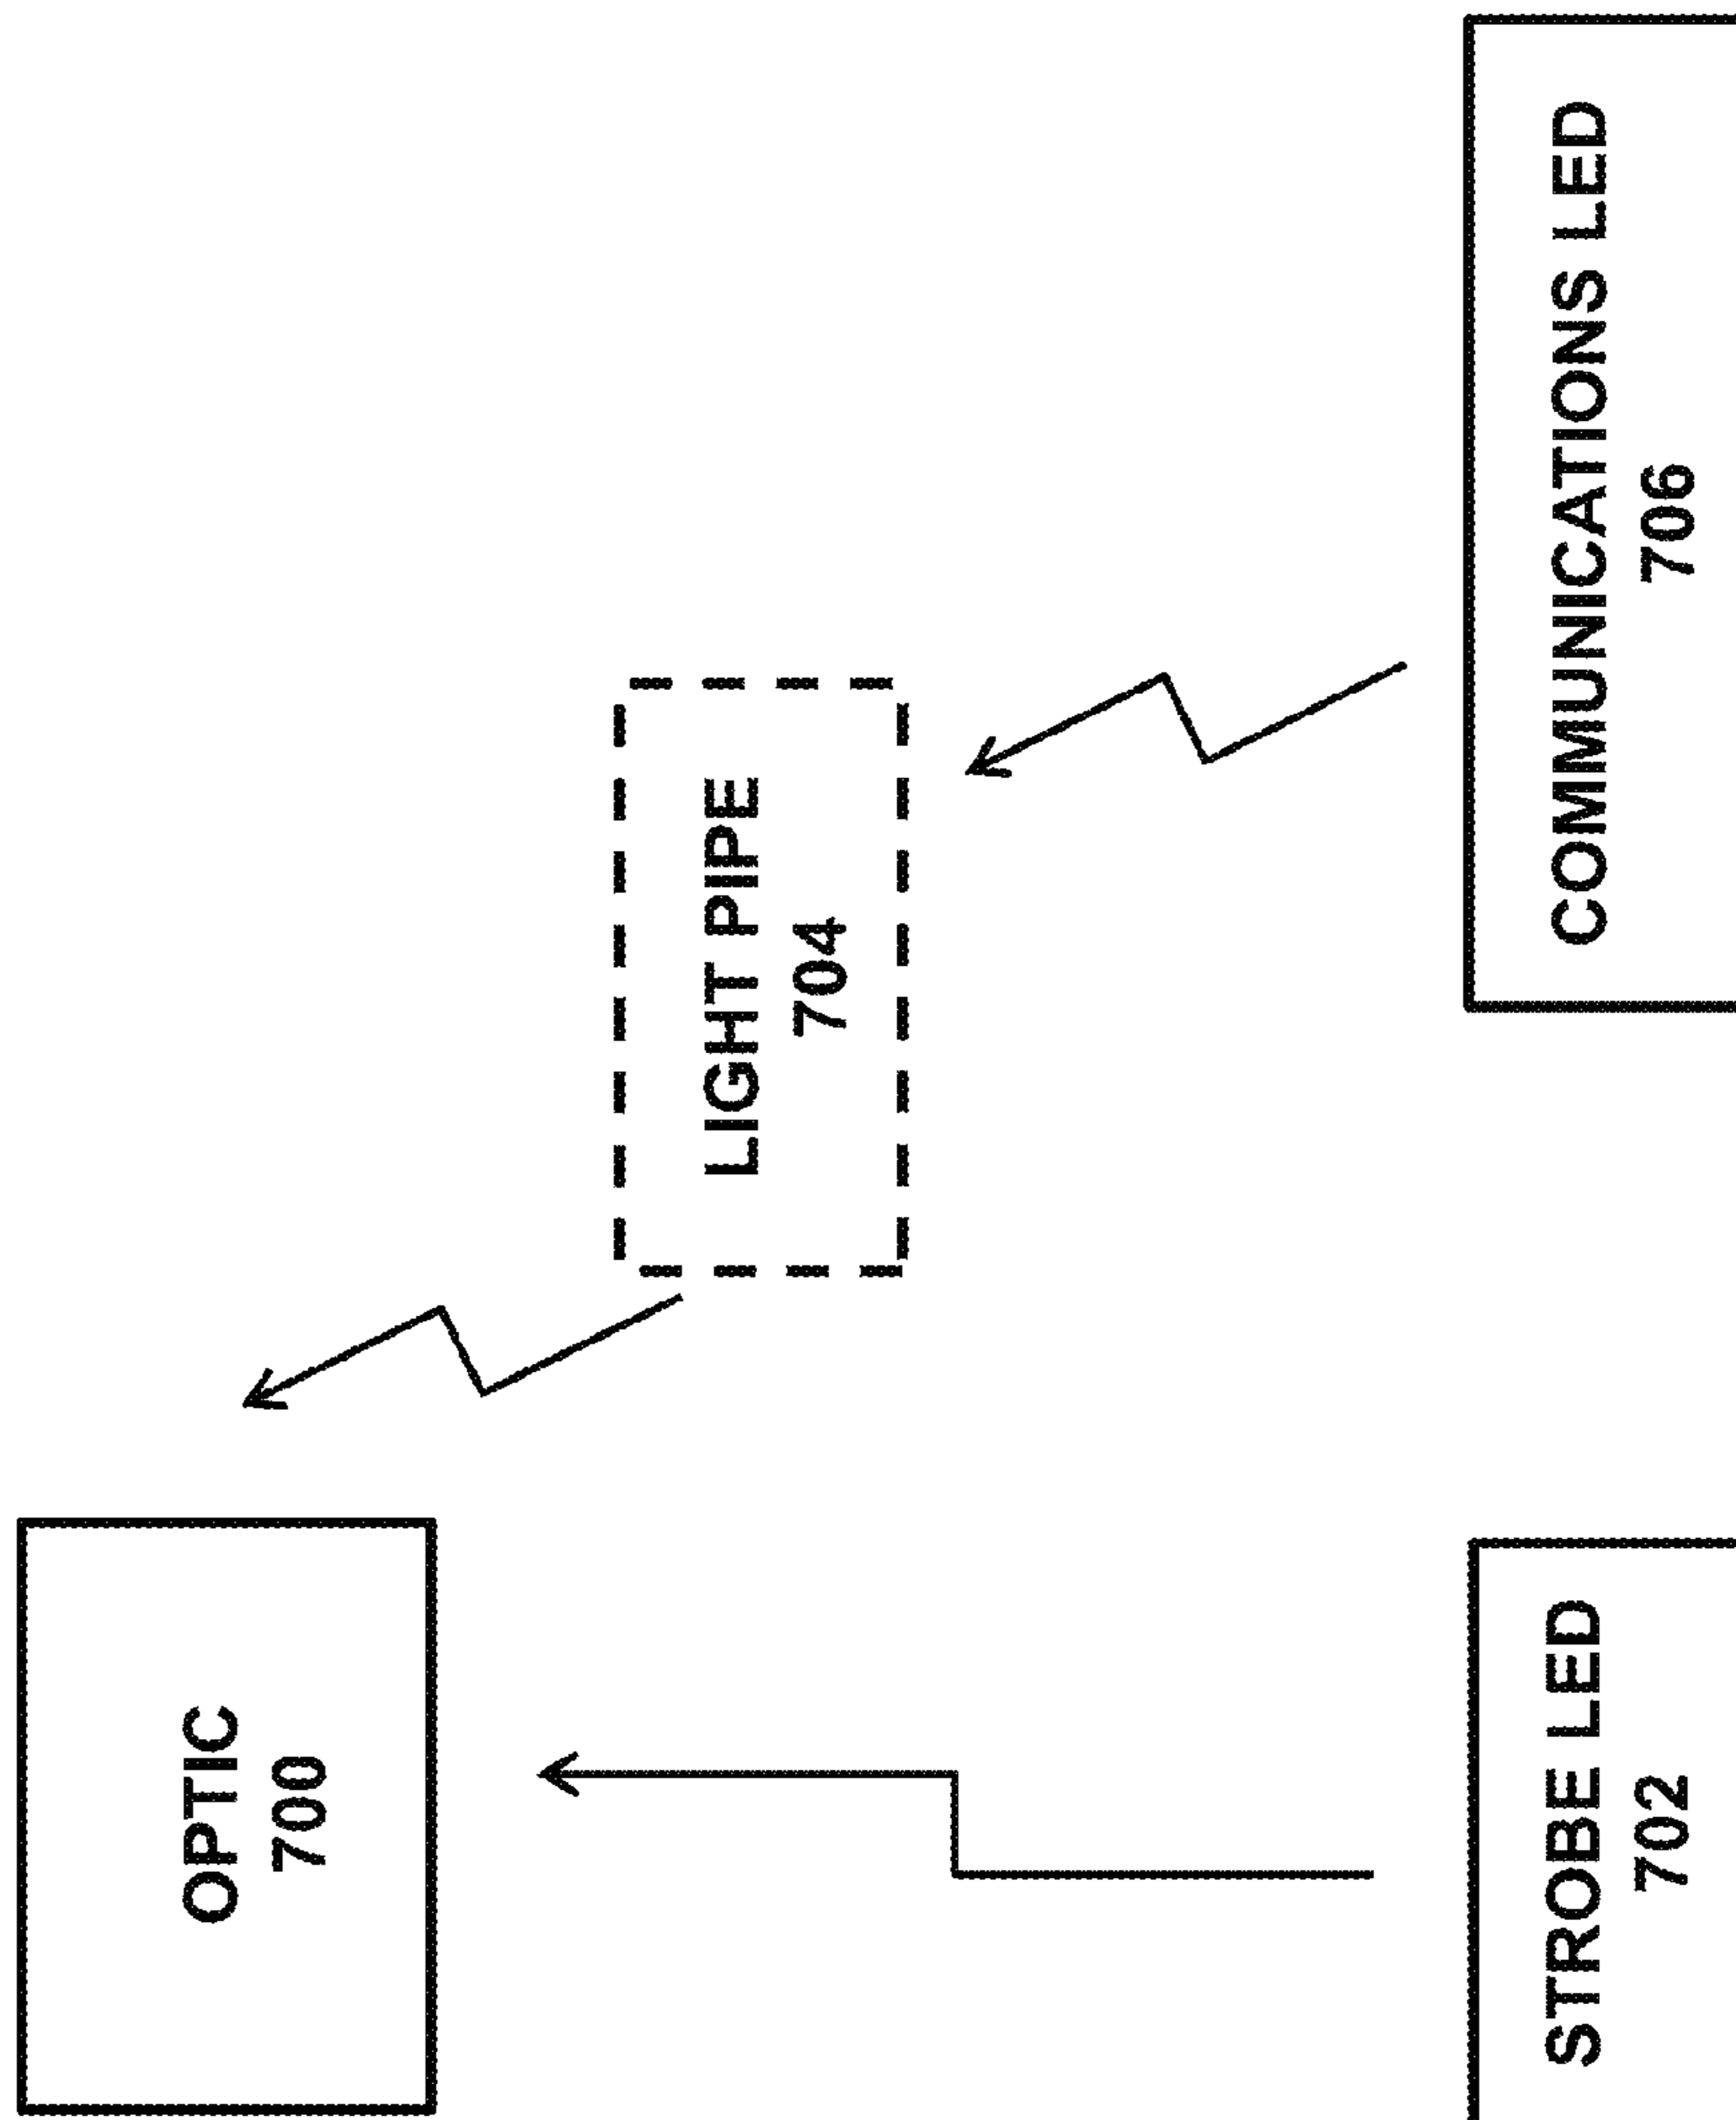 OPTIC
700
LIGHT PIPE
704
STROBE LED
702
COMMUNICATIONS LED
706